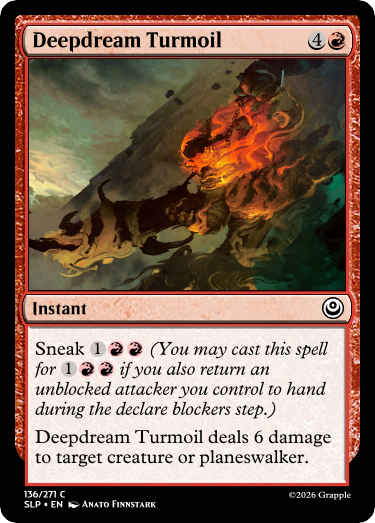 Deepdream Turmoil 4
Instant
Sneak 1 (You may cast this spell
for 1 if you also return an
unblocked attacker you control to hand
during the declare blockers step.)
Deepdream Turmoil deals 6 damage
to target creature or planeswalker.
136/271 C
SLP • EN Anato Finnstark
©2026 Grapple